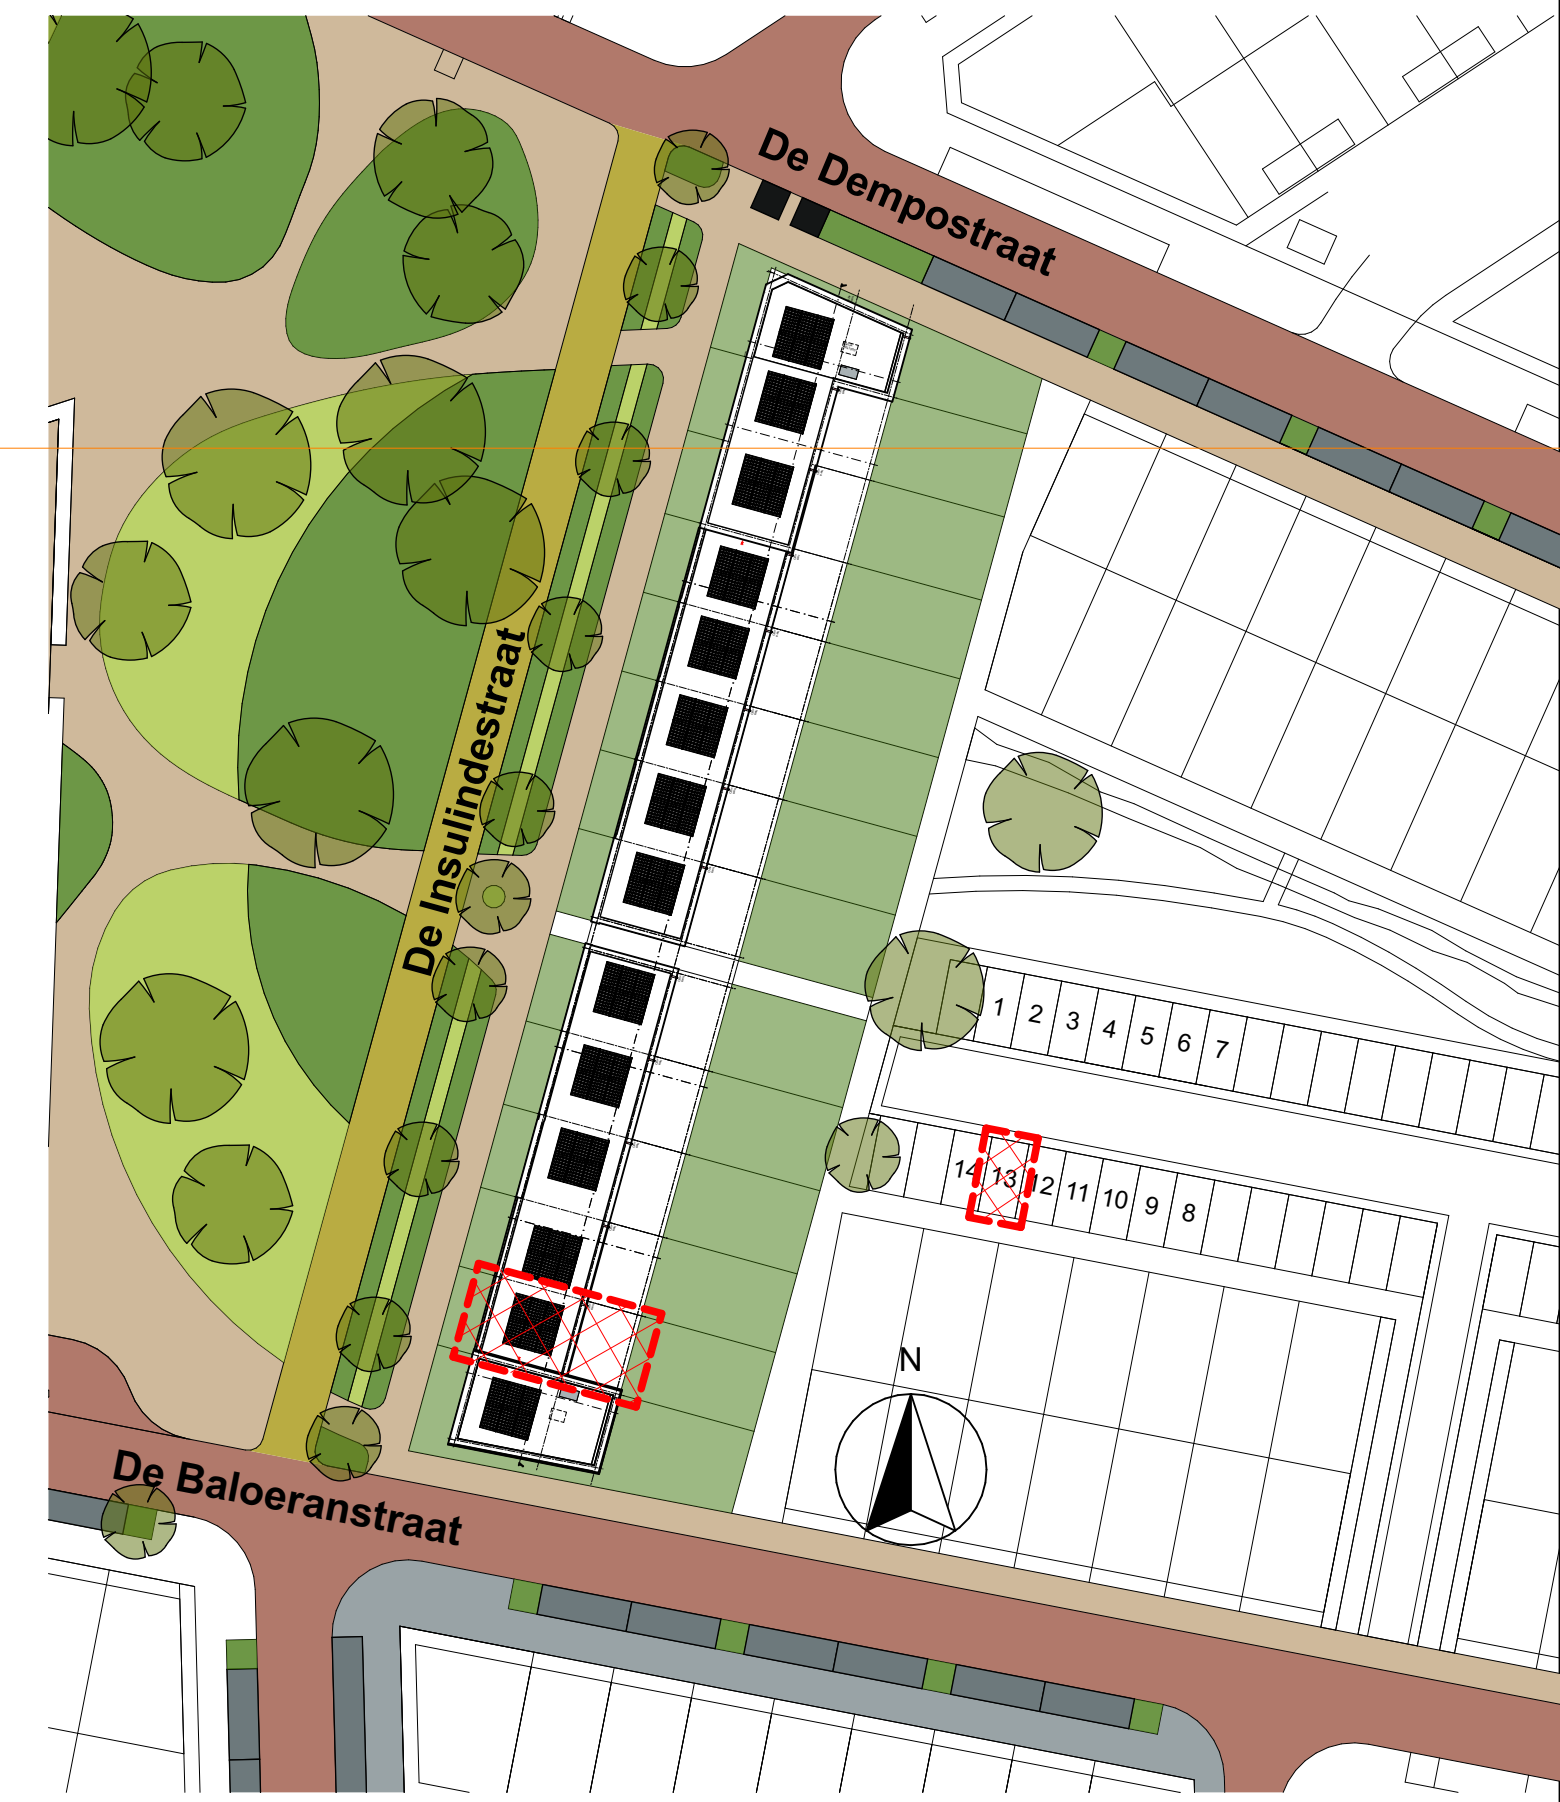 De Dempostraat
De Insulindestraat
1 2 3 4 5 6 7
14 13 12 11 10 9 8
N
De Baloeranstraat